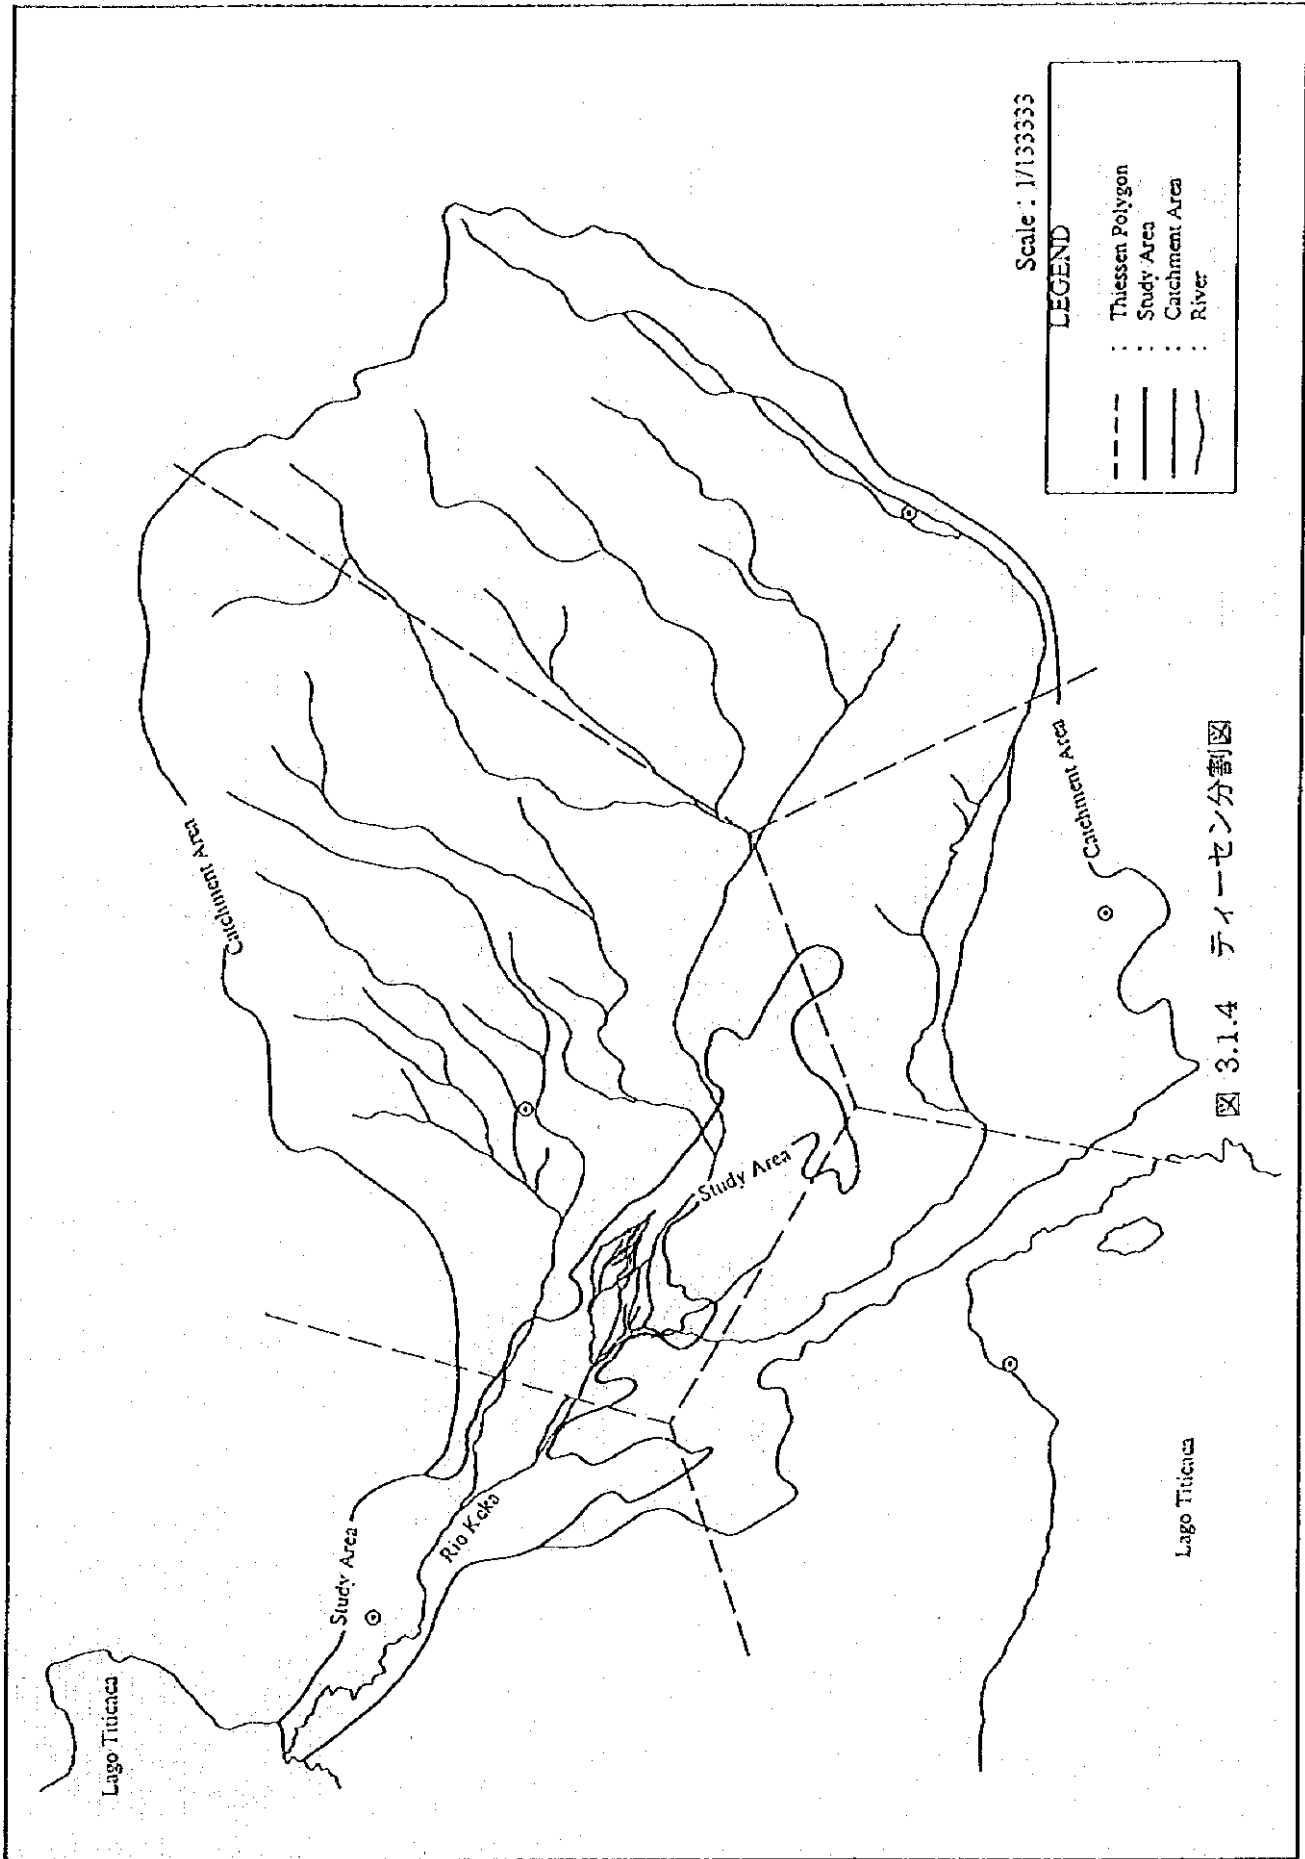 Lago Titicaca
Study Area
Rio Keka
Catchment Area
Study Area
Catchment Area
Lago Titicaca
Scale : 1/133333
LEGEND
: Thiessen Polygon
: Study Area
: Catchment Area
: River
図 3.1.4 ティーセン分割図